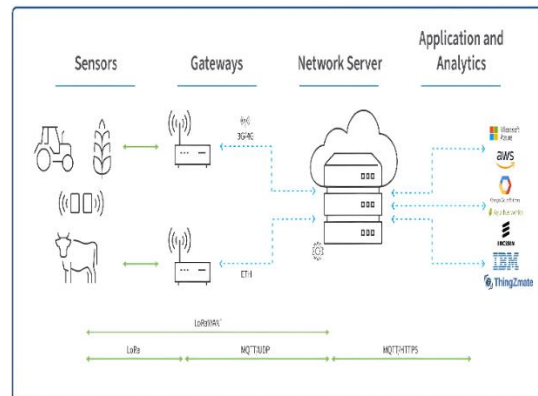 Sensors
Gateways
Network Server
Application and
Analytics
3G/4G
ETH
Microsoft
Azure
aws
IBM
ThingZmate
LoRaWAN
LoRa
MQTT/UDP
MQTT/HTTPS